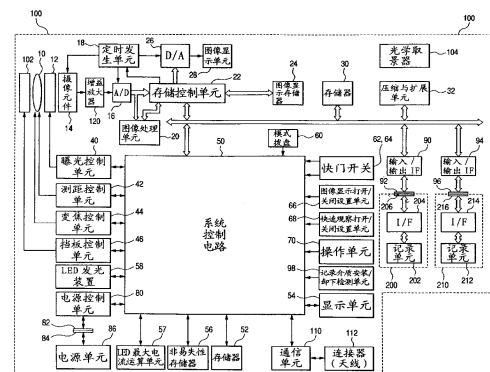 100
100
102
10
12
18
定时发
生单元
26
D/A
图像显
示单元
28
光学取
景器
104
摄像
元件
14
增益放
大器
120
A/D
16
存储控制单元
22
24
图像显
示存储器
30
存储器
压缩与扩
展单元
32
图像处理
单元
20
模式
拨盘
60
50
系统
控制
电路
40
曝光控制
单元
测距控制
单元
42
变焦控制
单元
44
挡板控制
单元
46
LED发光
装置
58
电源控制
单元
80
82
84
电源单元
86
快门开关
62,64
图像显示打开/
关闭设置单元
66
快速观察打开/
关闭设置单元
68
操作单元
70
记录介质安装/
卸下检测单元
98
显示单元
54
输入/
输出IF
90
输入/
输出IF
94
92
206
96
216
I/F
204
I/F
214
记录单元
202
200
记录单元
212
210
LED最大电
流运算单元
57
非易失性
存储器
56
存储器
52
通信
单元
110
连接器
(天线)
112